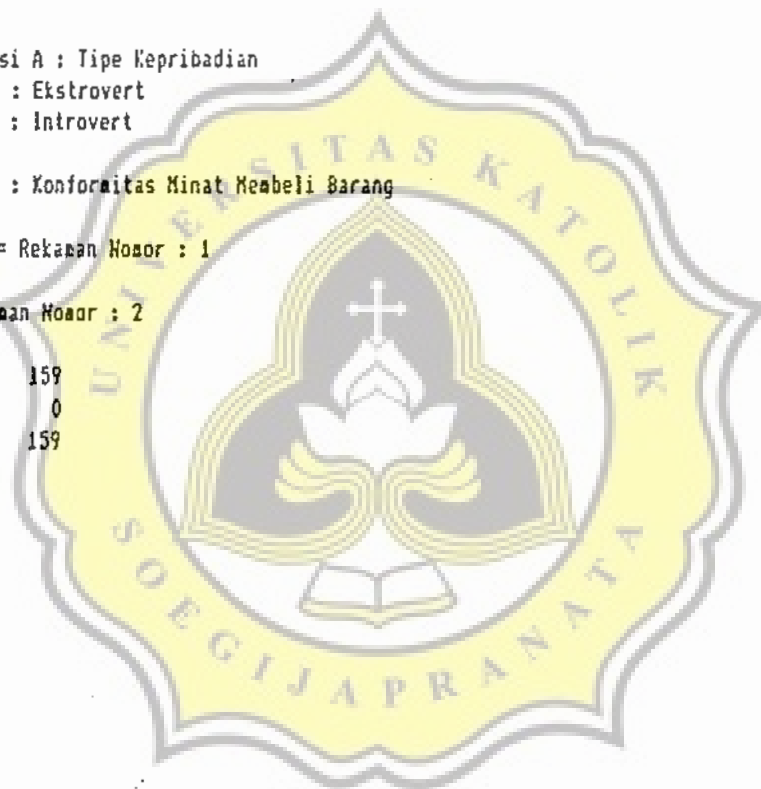 si A : Tipe Kepribadian
: Ekstrovert
: Introvert
: Konformitas Minat Membeli Barang
= Rekaman Nomor : 1
man Nomor : 2
159
0
159
UNIVERSITAS KATOLIK
SOEGIJAPRANATA